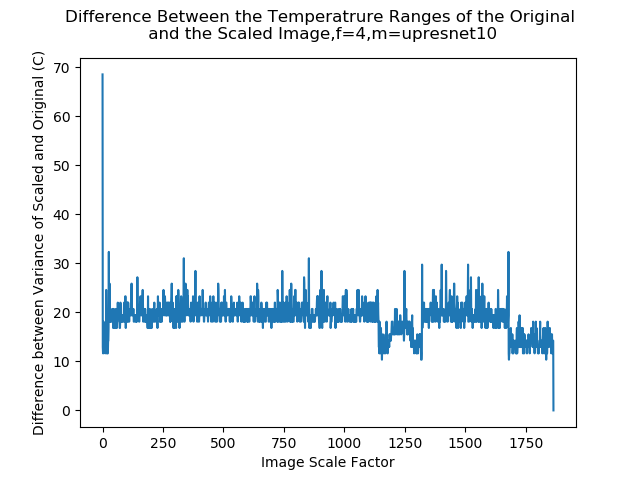 Difference Between the Temperatrure Ranges of the Original
and the Scaled Image,f=4,m=upresnet10
Difference between Variance of Scaled and Original (C)
70
60
50
40
30
20
10
0
0 250 500 750 1000 1250 1500 1750
Image Scale Factor